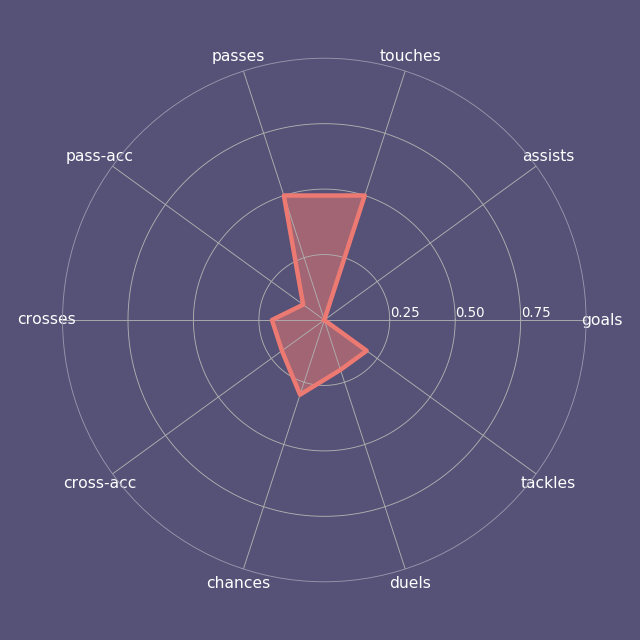 passes touches
pass-acc assists
0.25 0.50 0.75
crosses goals
cross-acc tackles
chances duels